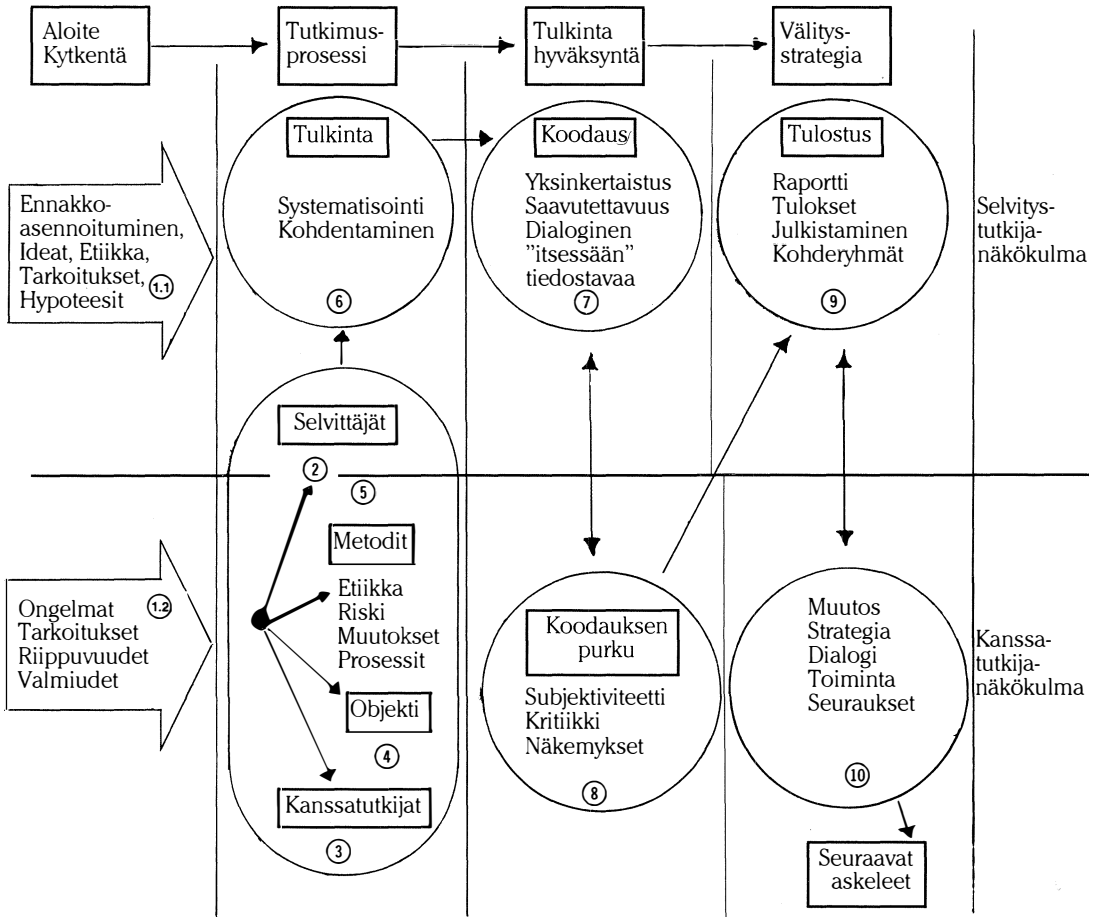 Aloite
Kytkentä
Tutkimus-
prosessi
Tulkinta
hyväksyntä
Välitys-
strategia
Ennakko-
asennoituminen,
Ideat, Etiikka,
Tarkoitukset,
Hypoteesit
1.1
Tulkinta
Systematisointi
Kohdentaminen
6
Koodaus
Yksinkertaistus
Saavutettavuus
Dialoginen
"itsessään"
tiedostavaa
7
Tulostus
Raportti
Tulokset
Julkistaminen
Kohderyhmät
9
Selvitys-
tutkija-
näkökulma
Ongelmat
Tarkoitukset
Riippuvuudet
Valmiudet
1.2
Selvittäjät
2
5
Metodit
Etiikka
Riski
Muutokset
Prosessit
Objekti
4
Kanssatutkijat
3
Koodauksen
purku
Subjektiviteetti
Kritiikki
Näkemykset
8
Muutos
Strategia
Dialogi
Toiminta
Seuraukset
10
Seuraavat
askeleet
Kanssa-
tutkija-
näkökulma